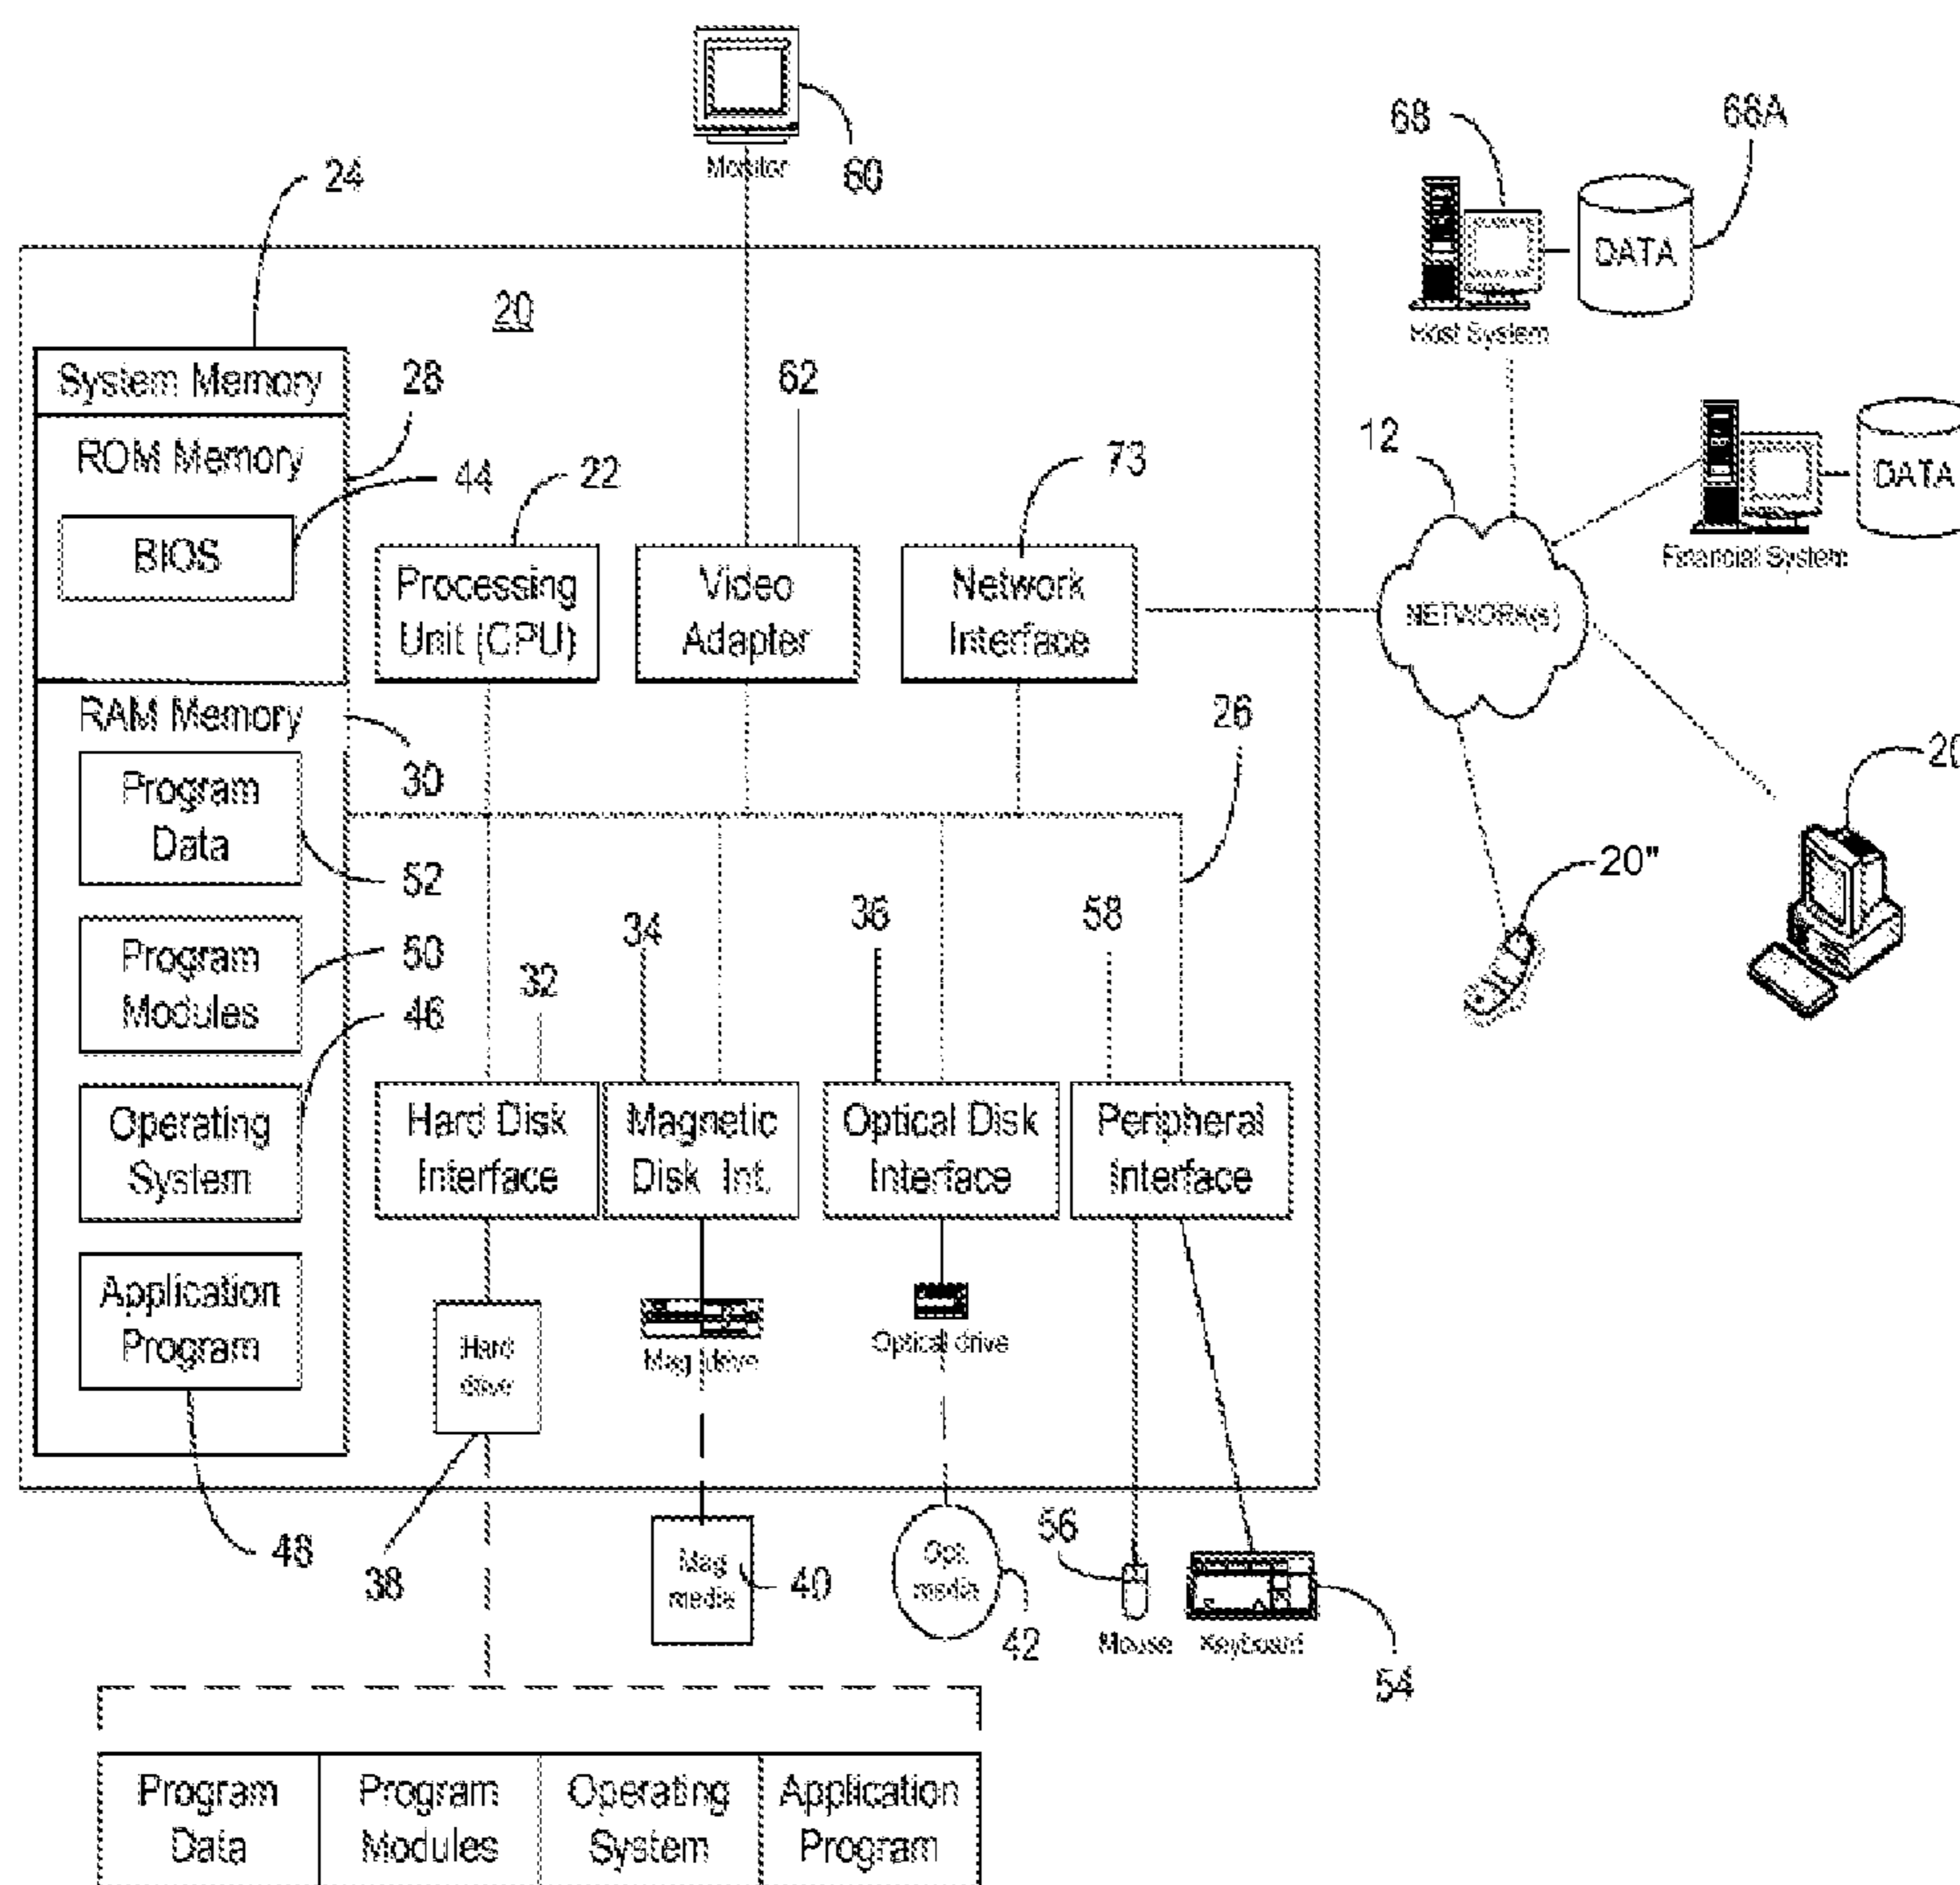 Monitor
60
68
68A
DATA
Host System
24
20
System Memory
28
62
ROM Memory
44
22
73
12
DATA
Financial System
BIOS
Processing
Unit (CPU)
Video
Adapter
Network
Interface
NETWORK(s)
RAM Memory
30
26
Program
Data
52
20
20"
Program
Modules
50
34
36
58
32
46
Operating
System
Hard Disk
Interface
Magnetic
Disk Int.
Optical Disk
Interface
Peripheral
Interface
Application
Program
Hard
drive
Mag drive
Optical drive
48
38
Mag
media
40
Opt.
media
42
56
Mouse
Keyboard
54
Program
Data
Program
Modules
Operating
System
Application
Program